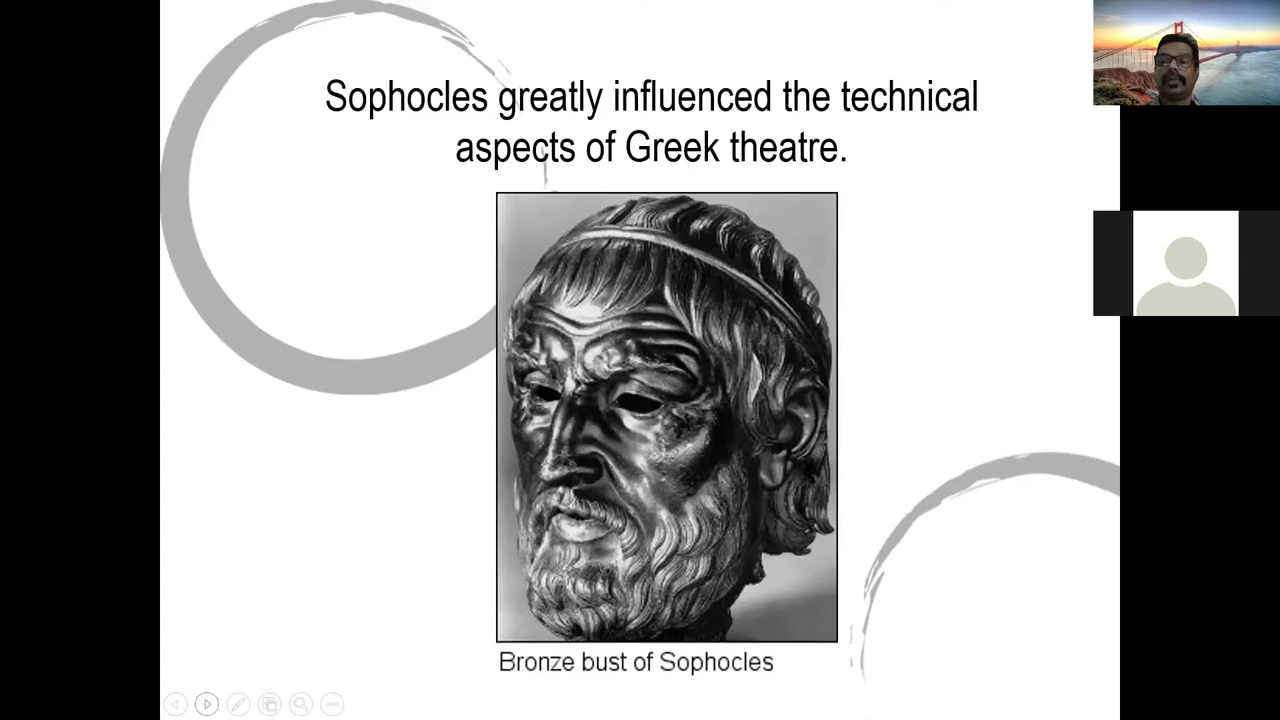 Sophocles greatly influenced the technical
aspects of Greek theatre.
Bronze bust of Sophocles